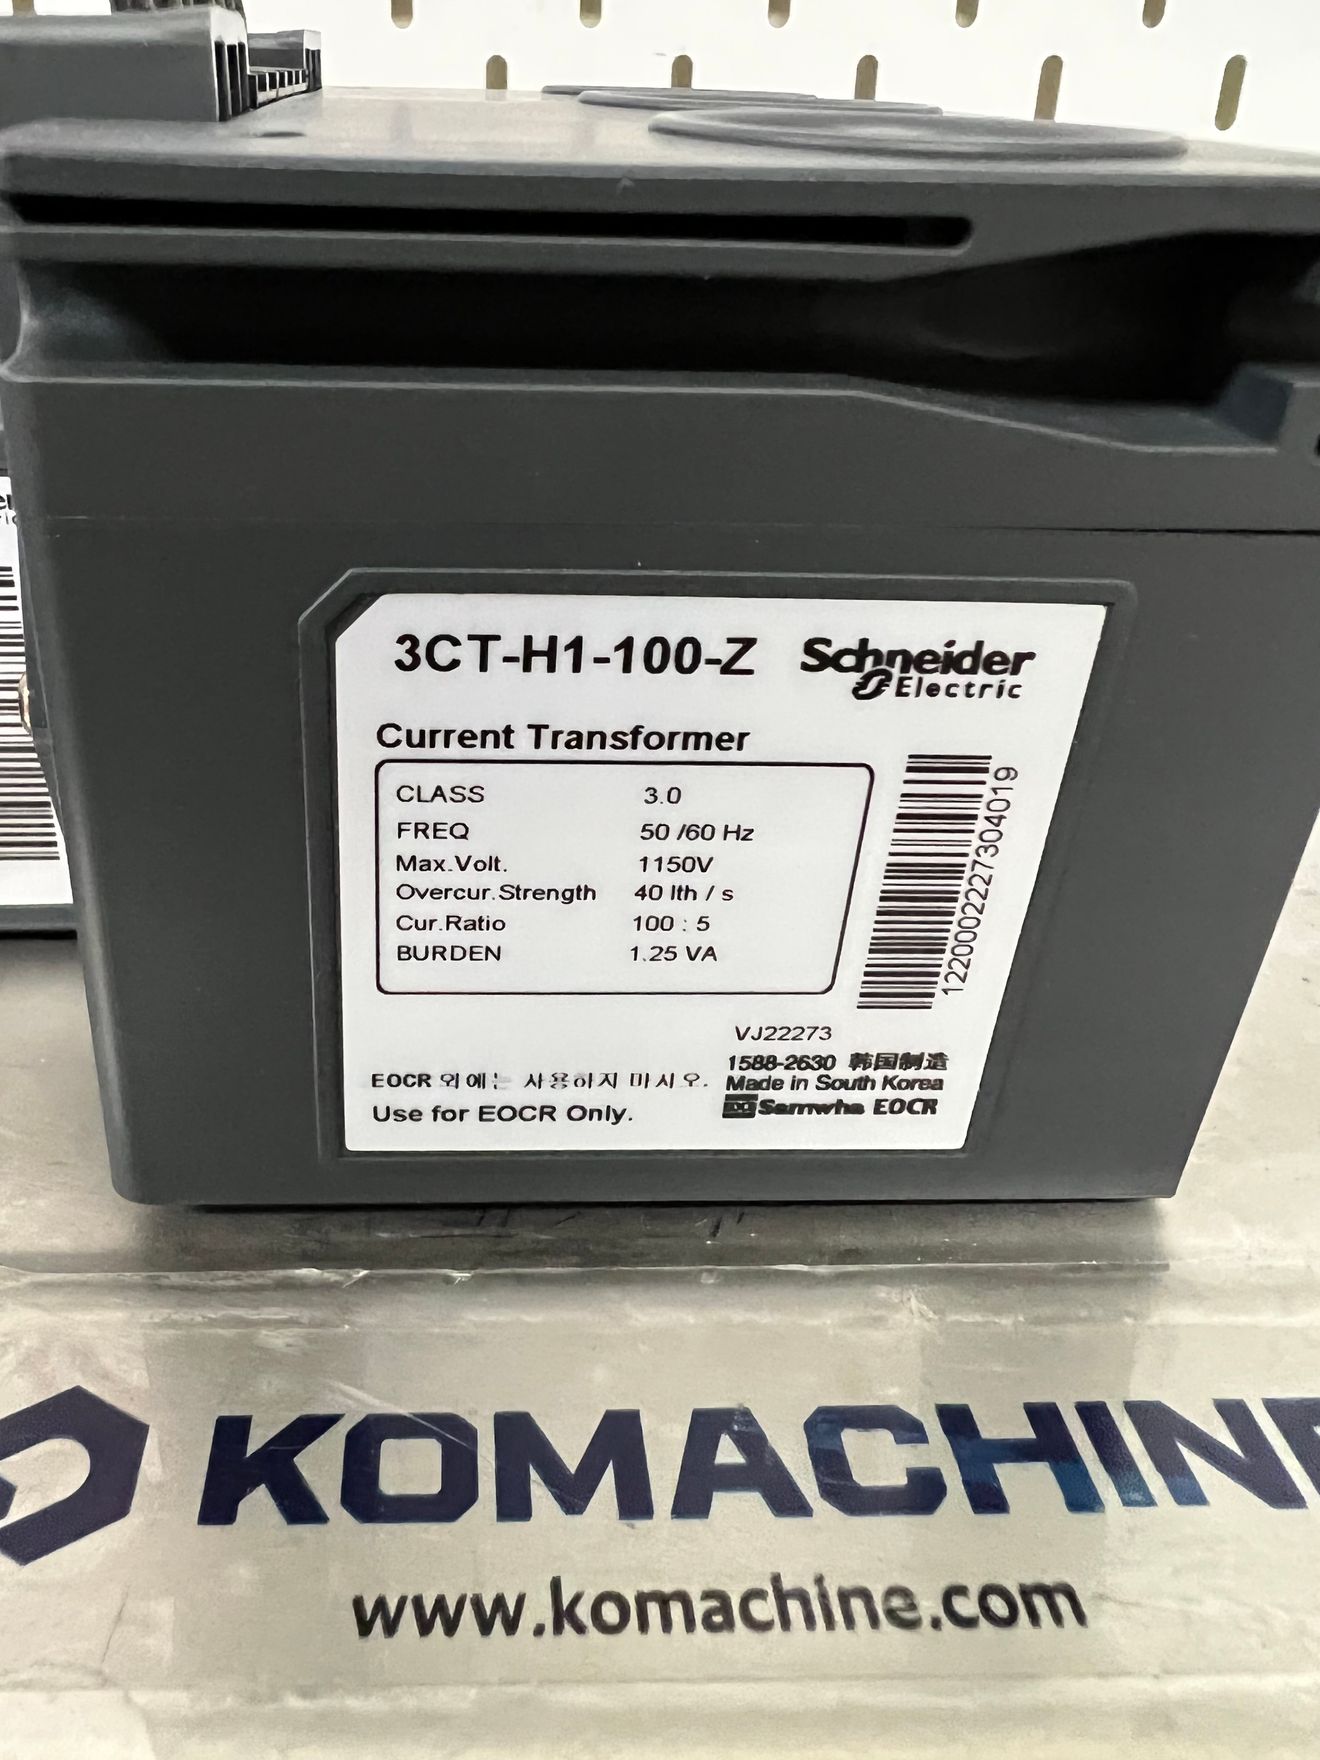 3CT-H1-100-Z
Schneider
Electric
Current Transformer
CLASS 3.0
FREQ 50 /60 Hz
Max.Volt. 1150V
Overcur.Strength 40 Ith / s
Cur.Ratio 100 : 5
BURDEN 1.25 VA
12200022273040​19
VJ22273
1588-2630 韩国制造
EOCR 외에는 사용하지 마시오. Made in South Korea
Use for EOCR Only. Samwha EOCR
KOMACHINE
www.komachine.com